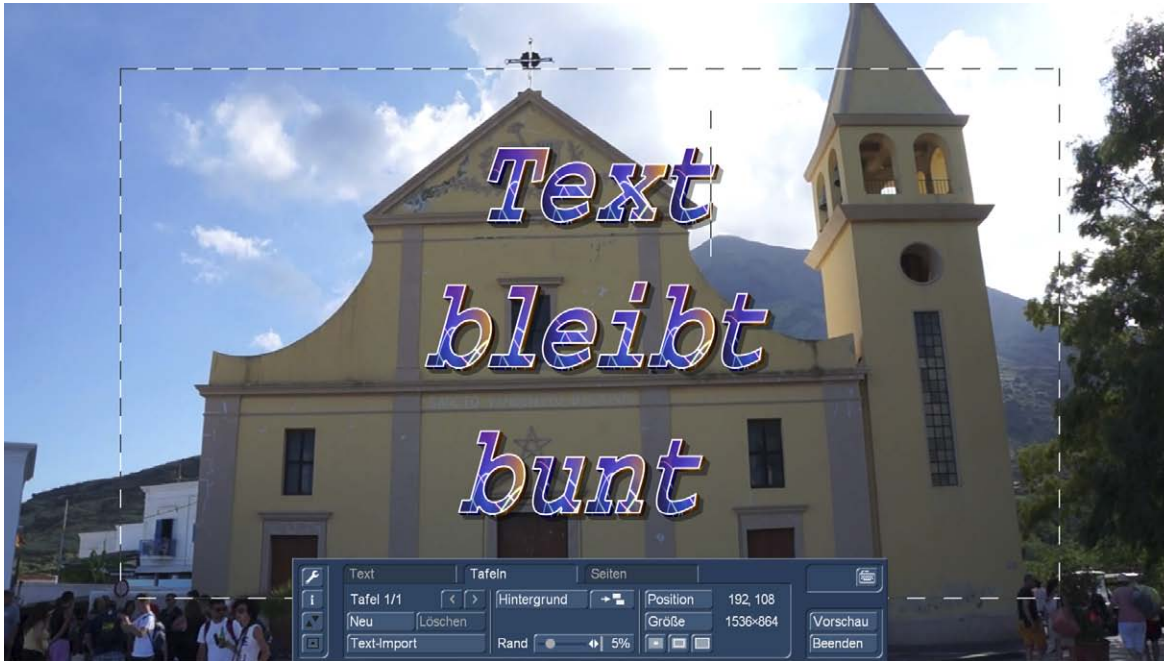 Text
bleibt
bunt
Text Tafeln Seiten
Tafel 1/1 < > Hintergrund Position 192, 108
Neu Löschen Größe 1536×864 Vorschau
Text-Import Rand 5% Beenden